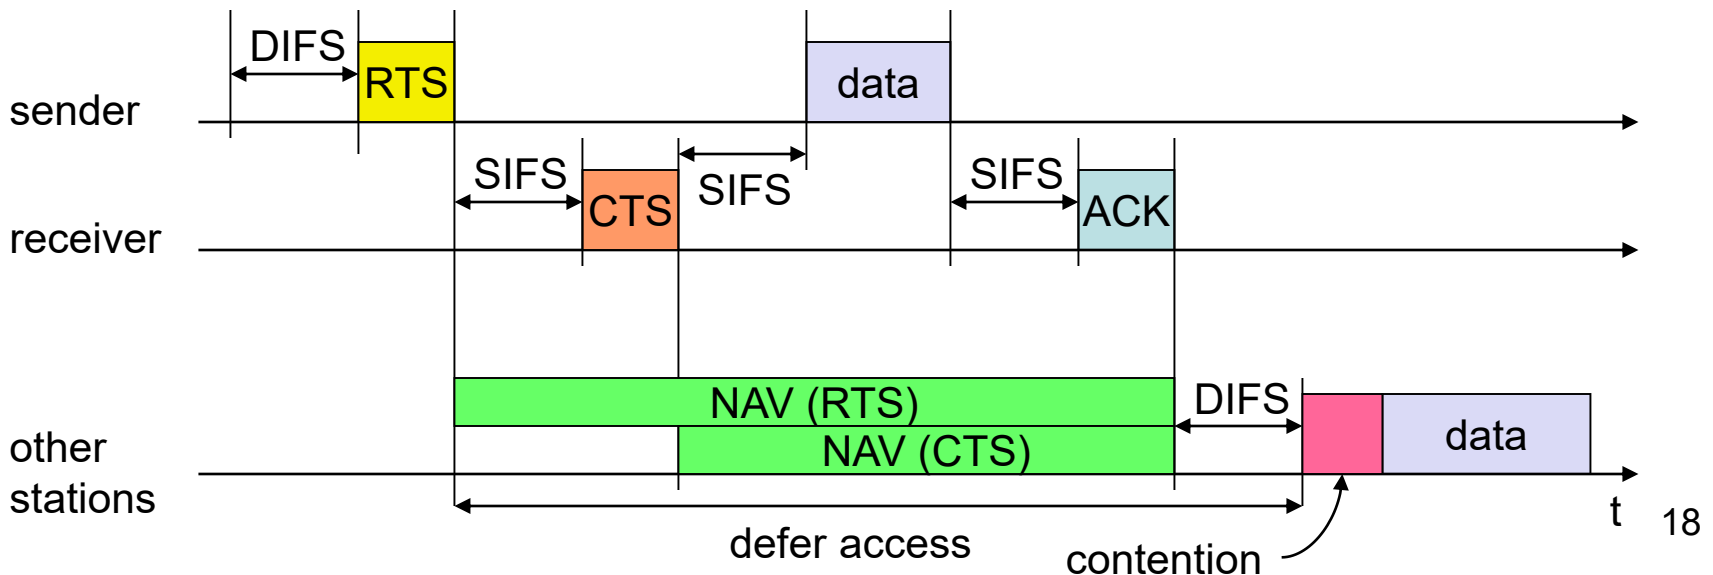 DIFS
RTS
data
sender
SIFS
CTS
SIFS
SIFS
ACK
receiver
NAV (RTS)
DIFS
NAV (CTS)
data
other
stations
t
18
defer access
contention